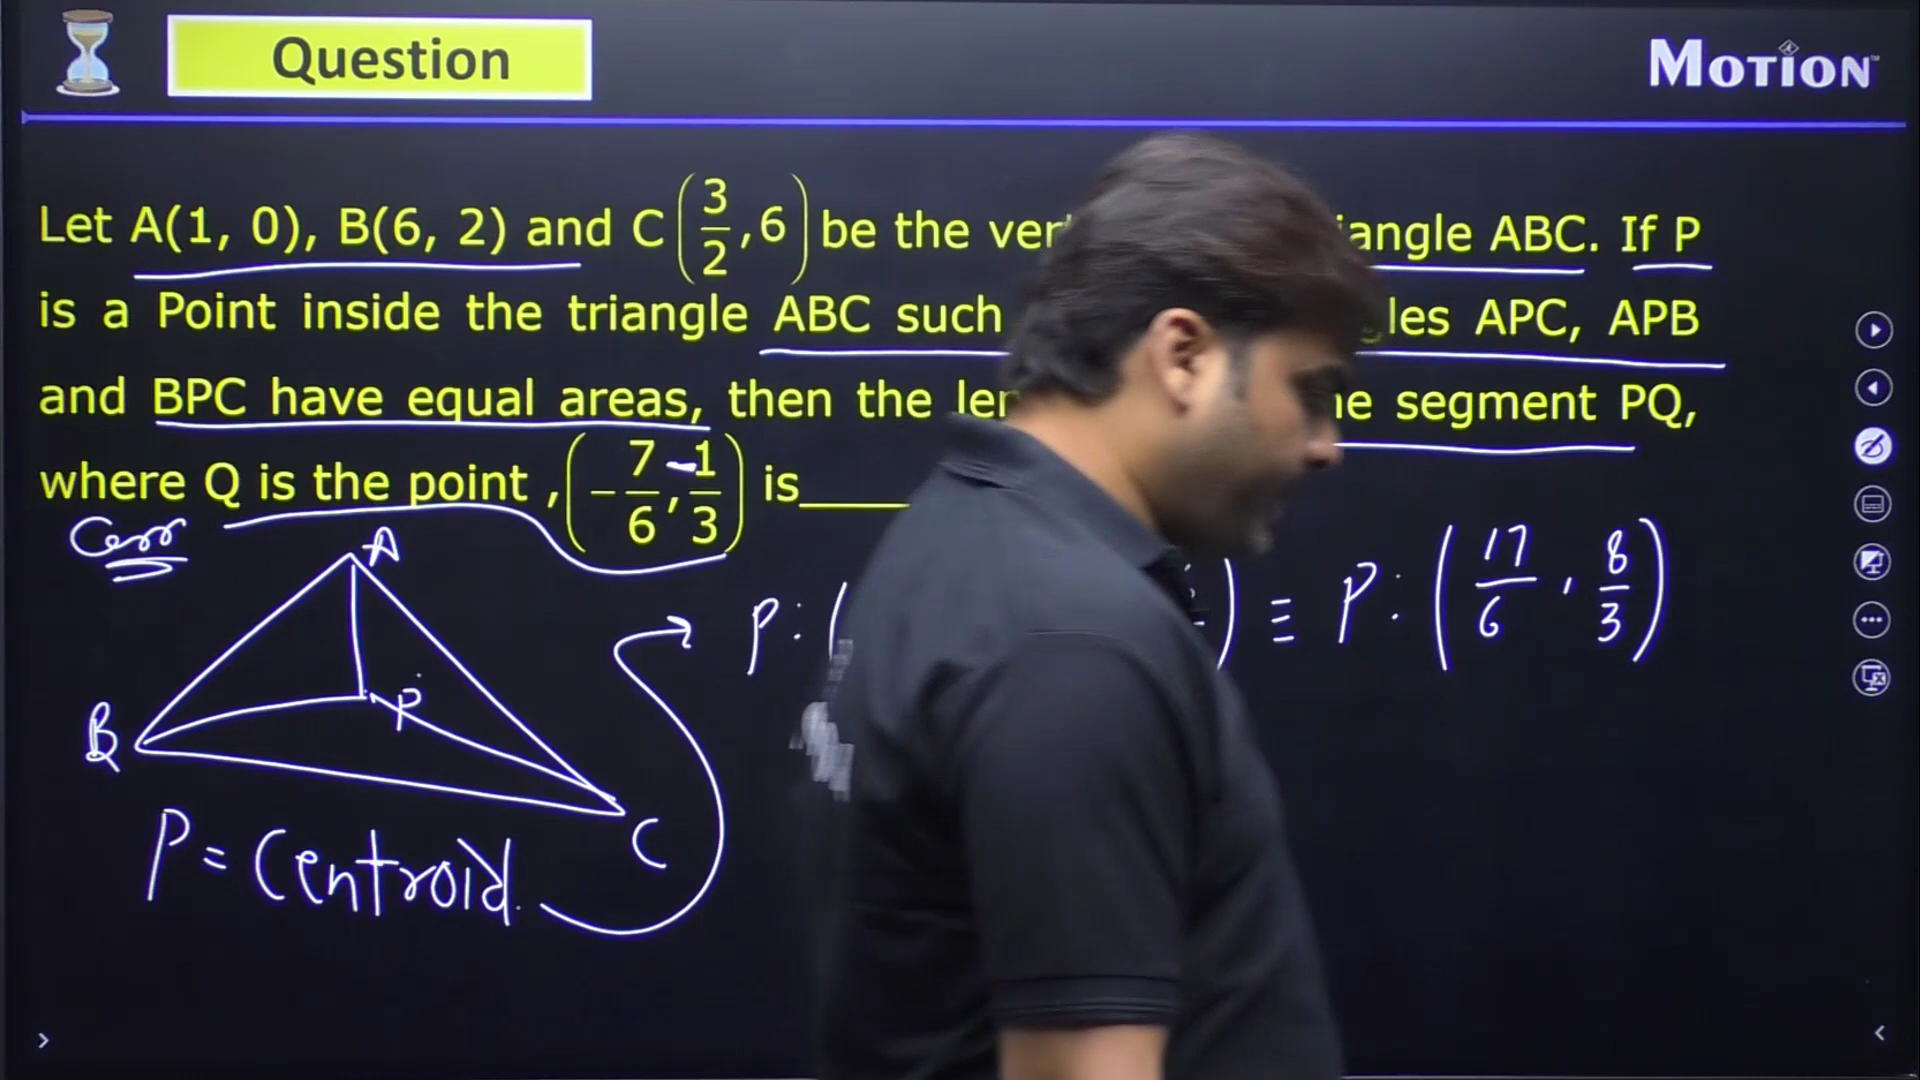 Question
MOTION
Let A(1, 0), B(6, 2) and C (3/2, 6) be the angle ABC. If P
is a Point inside the triangle ABC such les APC, APB
and BPC have equal areas, then the segment PQ,
where Q is the point , (-7/6, -1/3) is____
Corr
A
P : ( ) ≡ P : (17/6 , 8/3)
B
P
C
P = Centroid.